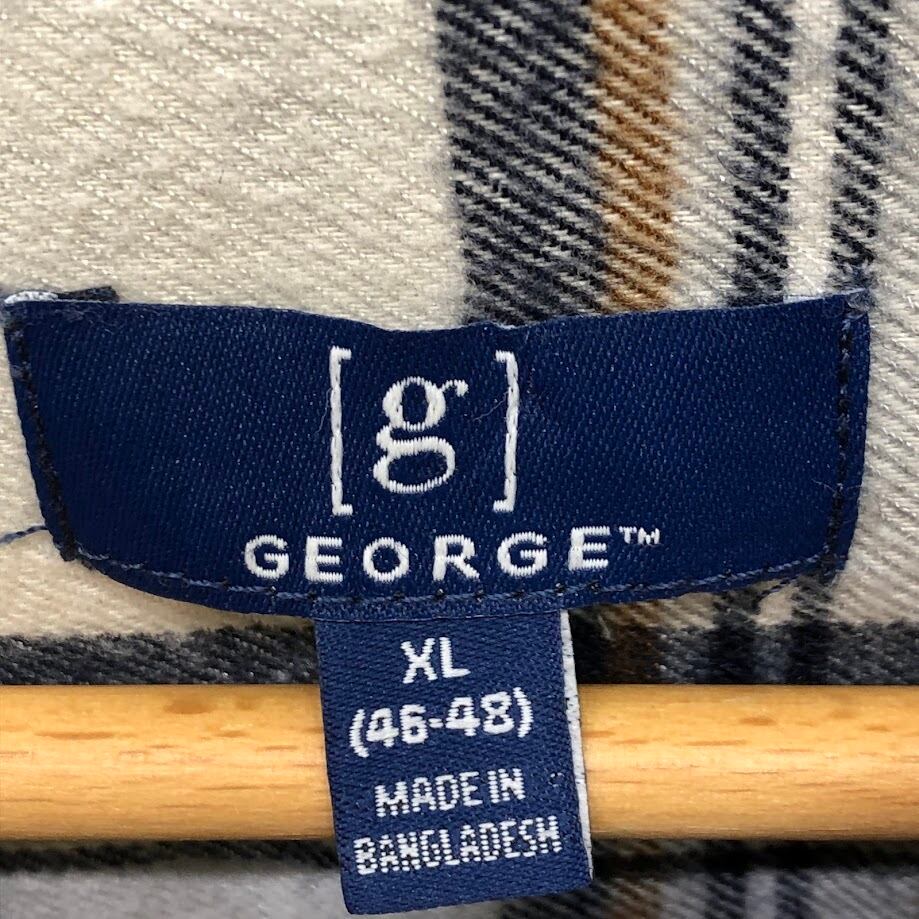 [g]
GEORGE™
XL
(46-48)
MADE IN
BANGLADESH